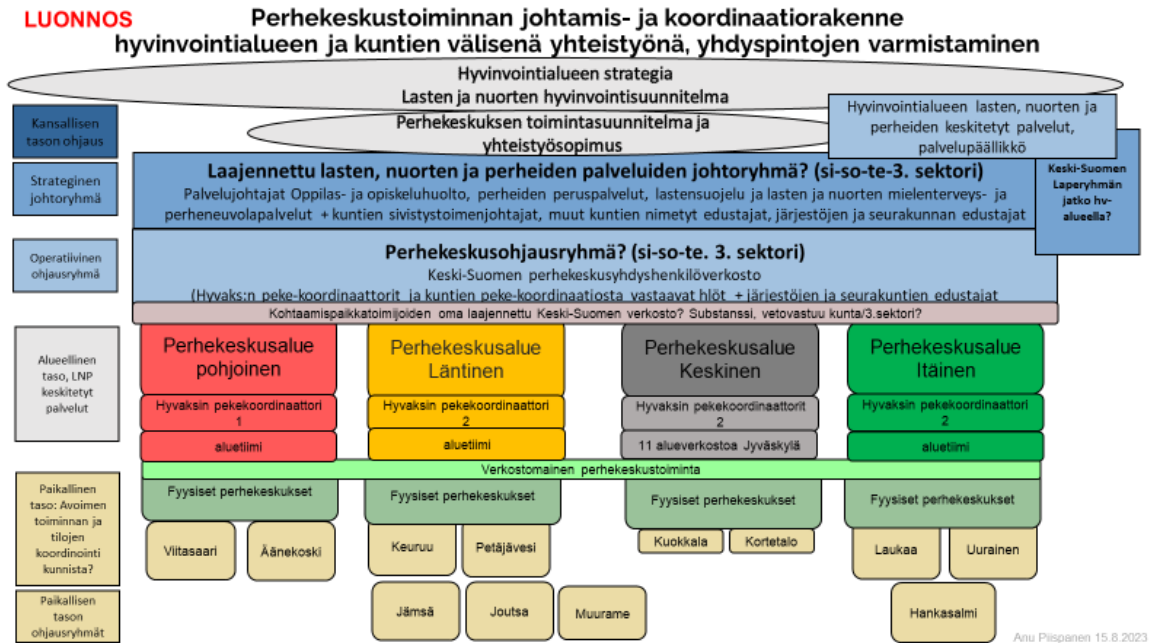 LUONNOS
Perhekeskustoiminnan johtamis- ja koordinaatiorakenne
hyvinvointialueen ja kuntien välisenä yhteistyönä, yhdyspintojen varmistaminen
Hyvinvointialueen strategia
Lasten ja nuorten hyvinvointisuunnitelma
Perhekeskuksen toimintasuunnitelma ja
yhteistyösopimus
Hyvinvointialueen lasten, nuorten ja
perheiden keskitetyt palvelut,
palvelupäällikkö
Kansallisen
tason ohjaus
Strateginen
johtoryhmä
Laajennettu lasten, nuorten ja perheiden palveluiden johtoryhmä? (si-so-te-3. sektori)
Palvelujohtajat Oppilas- ja opiskeluhuolto, perheiden peruspalvelut, lastensuojelu ja lasten ja nuorten mielenterveys- ja
perheneuvolapalvelut + kuntien sivistystoimenjohtajat, muut kuntien nimetyt edustajat, järjestöjen ja seurakunnan edustajat
Keski-Suomen
Laperyhmän
jatko hv-
alueella?
Operatiivinen
ohjausryhmä
Perhekeskusohjausryhmä? (si-so-te. 3. sektori)
Keski-Suomen perhekeskusyhdyshenkilöverkosto
(Hyvaks:n peke-koordinaattorit ja kuntien peke-koordinaatiosta vastaavat hlöt + järjestöjen ja seurakuntien edustajat
Kohtaamispaikkatoimijoiden oma laajennettu Keski-Suomen verkosto? Substanssi, vetovastuu kunta/3.sektori?
Alueellinen
taso, LNP
keskitetyt
palvelut
Perhekeskusalue
pohjoinen
Hyvaksin pekekoordinaattori
1
aluetiimi
Perhekeskusalue
Läntinen
Hyvaksin pekekoordinaattori
2
aluetiimi
Perhekeskusalue
Keskinen
Hyvaksin pekekoordinaattorit
2
11 alueverkostoa Jyväskylä
Perhekeskusalue
Itäinen
Hyvaksin pekekoordinaattori
2
aluetiimi
Verkostomainen perhekeskustoiminta
Paikallinen
taso: Avoimen
toiminnan ja
tilojen
koordinointi
kunnista?
Fyysiset perhekeskukset
Viitasaari
Äänekoski
Fyysiset perhekeskukset
Keuruu
Petäjävesi
Jämsä
Joutsa
Muurame
Fyysiset perhekeskukset
Kuokkala
Kortetalo
Fyysiset perhekeskukset
Laukaa
Uurainen
Hankasalmi
Paikallisen
tason
ohjausryhmät
Anu Piispanen 15.8.2023